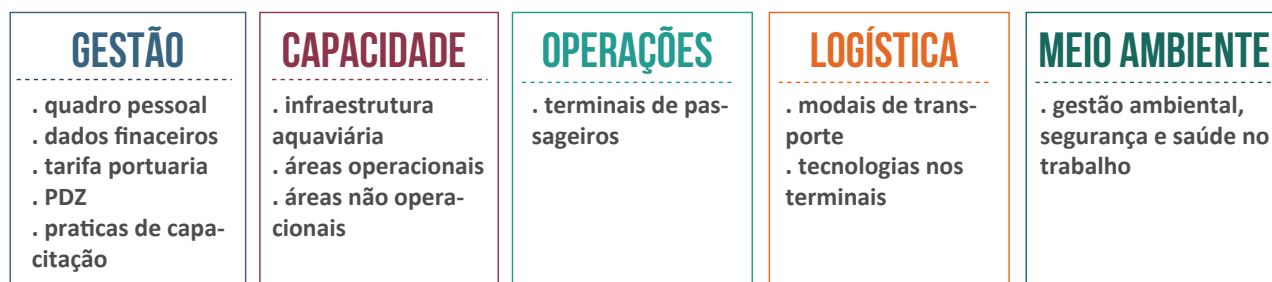 GESTÃO
. quadro pessoal
. dados finaceiros
. tarifa portuaria
. PDZ
. praticas de capa-
citação
CAPACIDADE
. infraestrutura
aquaviária
. áreas operacionais
. áreas não opera-
cionais
OPERAÇÕES
. terminais de pas-
sageiros
LOGÍSTICA
. modais de trans-
porte
. tecnologias nos
terminais
MEIO AMBIENTE
. gestão ambiental,
segurança e saúde no
trabalho